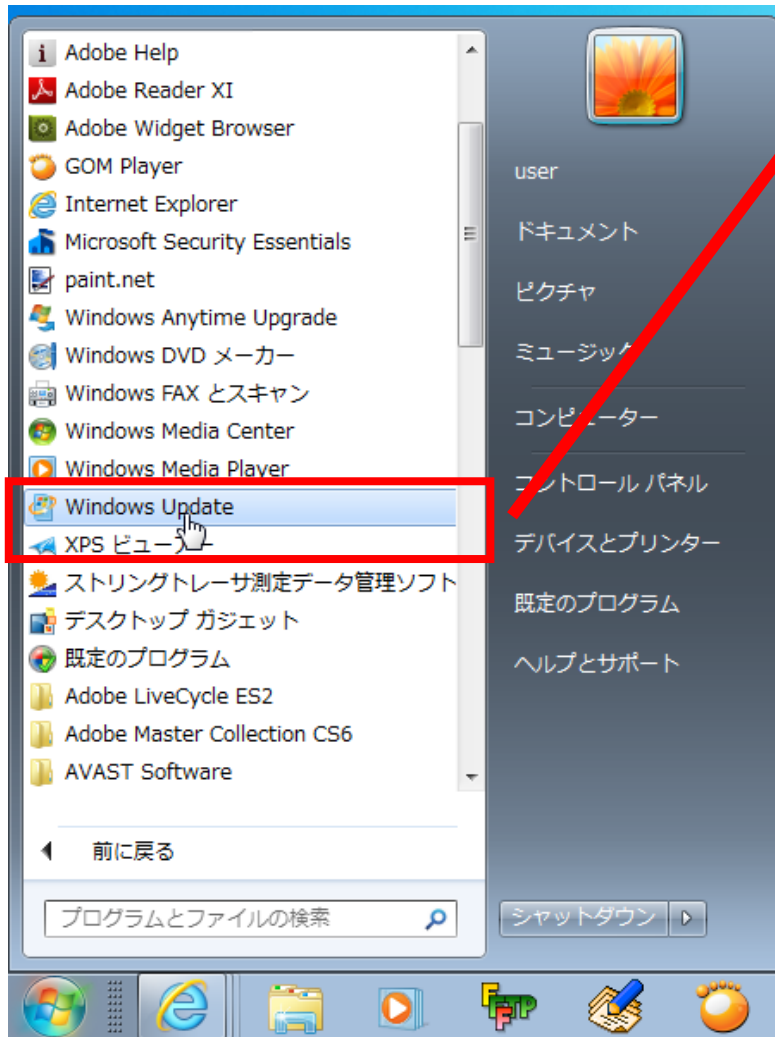 Adobe Help
Adobe Reader XI
Adobe Widget Browser
GOM Player
Internet Explorer
Microsoft Security Essentials
paint.net
Windows Anytime Upgrade
Windows DVD メーカー
Windows FAX とスキャン
Windows Media Center
Windows Media Player
Windows Update
XPS ビューアー
ストリングトレーサ測定データ管理ソフト
デスクトップ ガジェット
既定のプログラム
Adobe LiveCycle ES2
Adobe Master Collection CS6
AVAST Software
前に戻る
プログラムとファイルの検索
user
ドキュメント
ピクチャ
ミュージック
コンピューター
コントロール パネル
デバイスとプリンター
既定のプログラム
ヘルプとサポート
シャットダウン
FFFTP